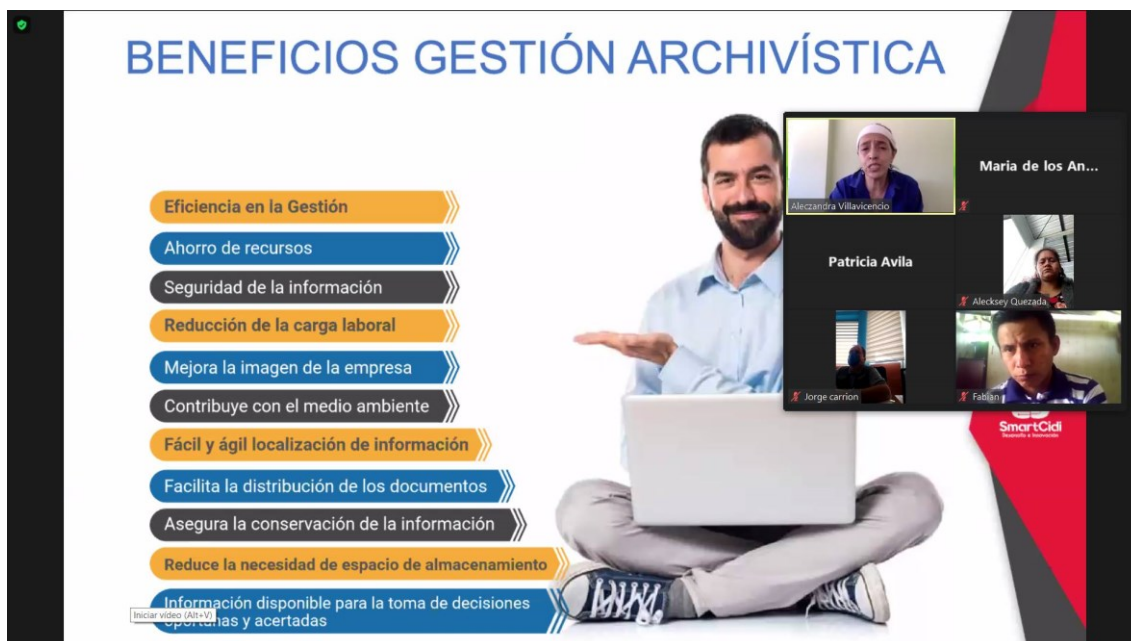 BENEFICIOS GESTIÓN ARCHIVÍSTICA
Eficiencia en la Gestión
Ahorro de recursos
Seguridad de la información
Reducción de la carga laboral
Mejora la imagen de la empresa
Contribuye con el medio ambiente
Fácil y ágil localización de información
Facilita la distribución de los documentos
Asegura la conservación de la información
Reduce la necesidad de espacio de almacenamiento
Información disponible para la toma de decisiones
oportunas y acertadas
Iniciar vídeo (Alt+V)
Aleczandra Villavicencio
Maria de los An...
Patricia Avila
Alecksey Quezada
Jorge carrion
Fabian
SmartCidi
Desarrollo e Innovación